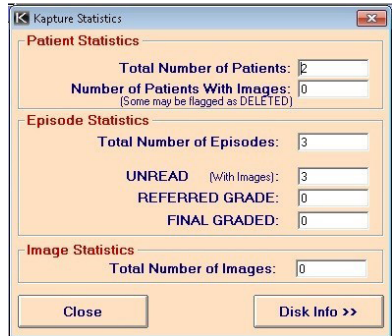 Kapture Statistics
Patient Statistics
Total Number of Patients: 2
Number of Patients With Images: 0
(Some may be flagged as DELETED)
Episode Statistics
Total Number of Episodes: 3
UNREAD (With Images): 3
REFERRED GRADE: 0
FINAL GRADED: 0
Image Statistics
Total Number of Images: 0
Close Disk Info >>